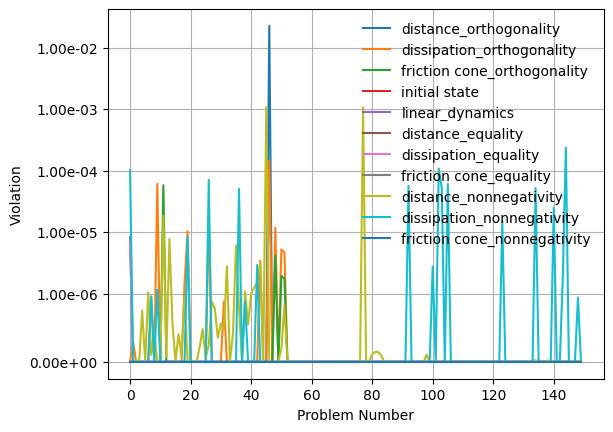 1.00e-02
1.00e-03
1.00e-04
1.00e-05
1.00e-06
0.00e+00
Violation
distance_orthogonality
dissipation_orthogonality
friction cone_orthogonality
initial state
linear_dynamics
distance_equality
dissipation_equality
friction cone_equality
distance_nonnegativity
dissipation_nonnegativity
friction cone_nonnegativity
0 20 40 60 80 100 120 140
Problem Number